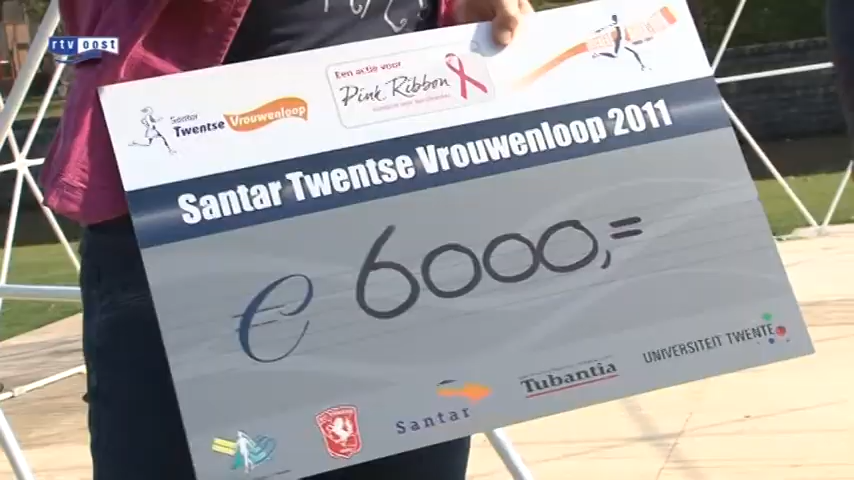 rtv oost
Santar
Twentse Vrouwenloop
Een actie voor
Pink Ribbon
Santar Twentse Vrouwenloop 2011
€ 6000,=
Santar
Tubantia
UNIVERSITEIT TWENTE